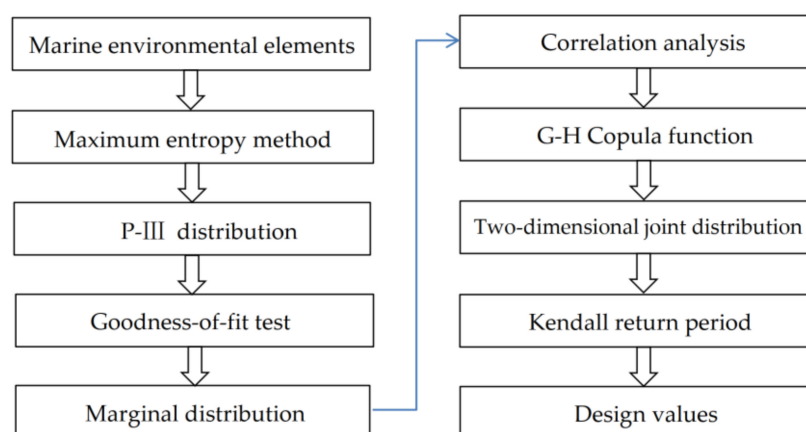 Marine environmental elements
Maximum entropy method
P-III distribution
Goodness-of-fit test
Marginal distribution
Correlation analysis
G-H Copula function
Two-dimensional joint distribution
Kendall return period
Design values